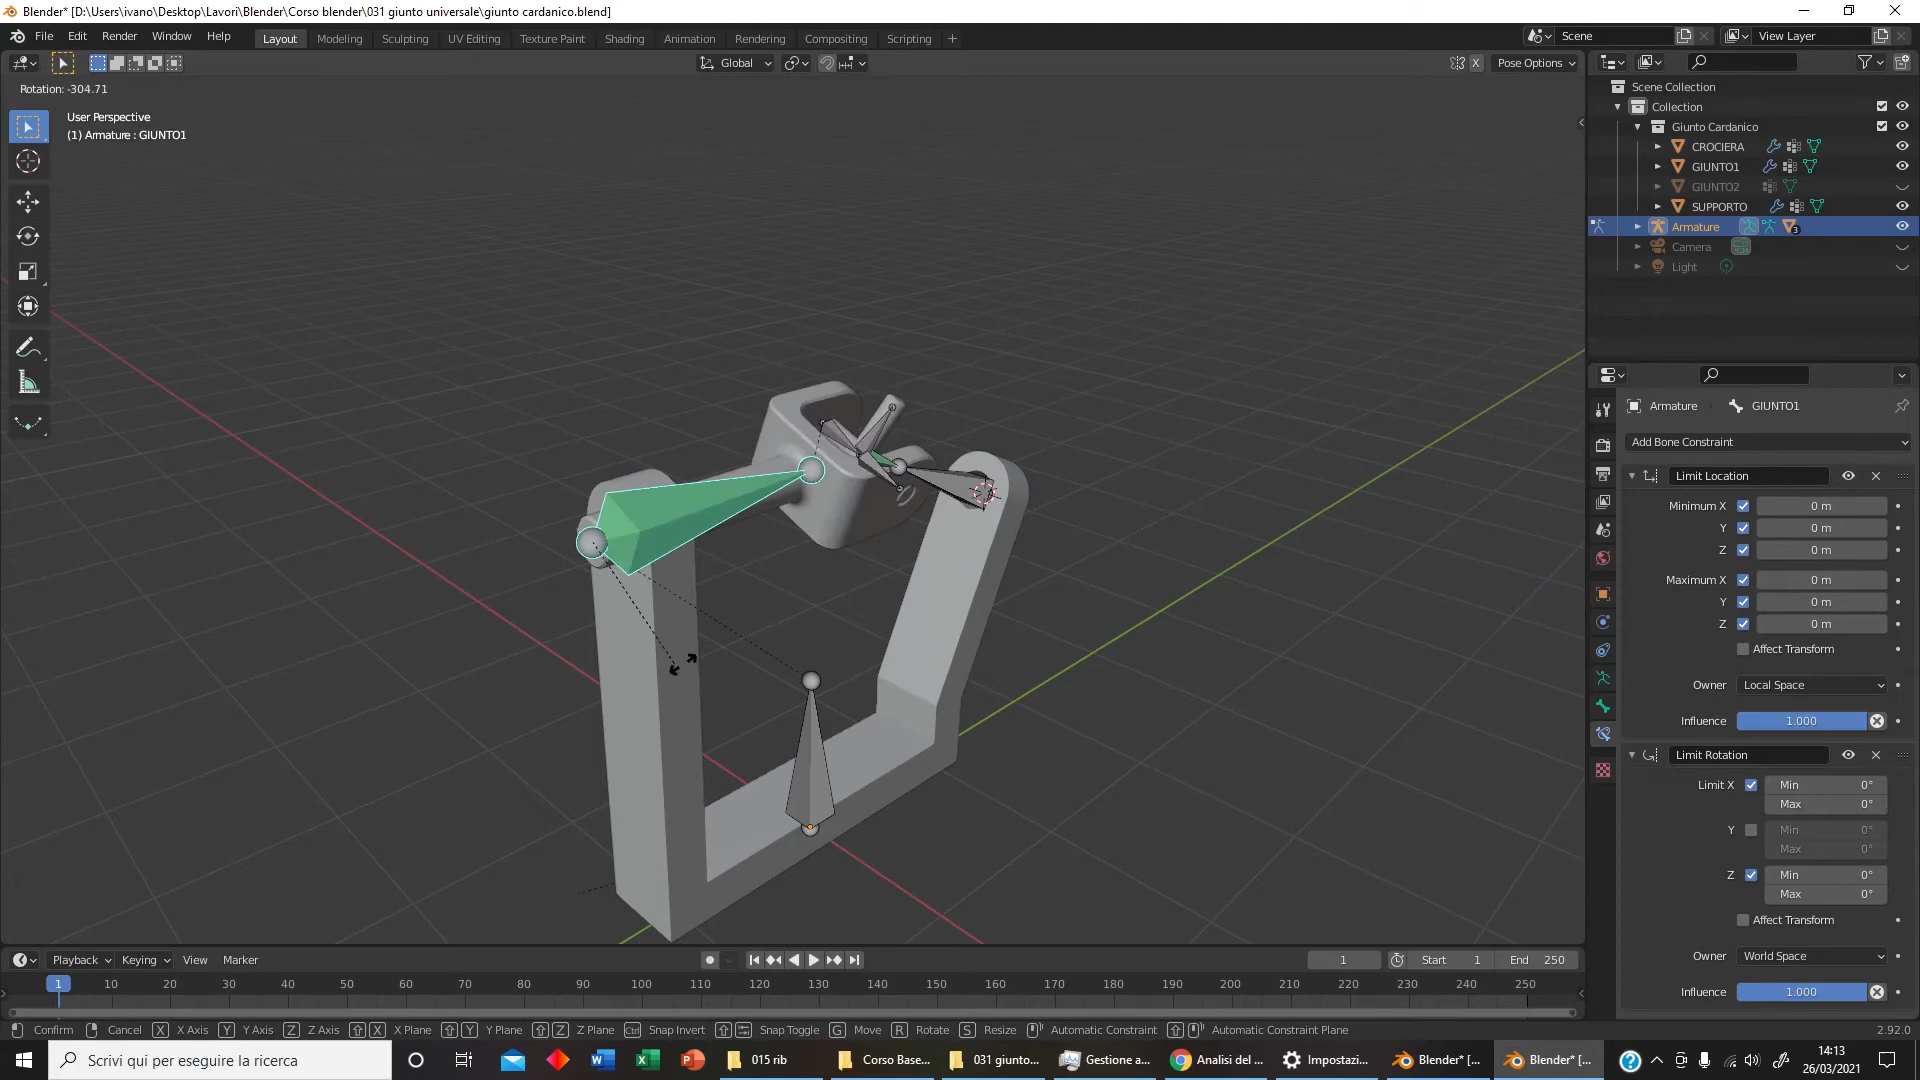 Blender* [D:\Users\ivano\Desktop\Lavori\Blender\Corso blender\031 giunto universale\giunto cardanico.blend]
File Edit Render Window Help Layout Modeling Sculpting UV Editing Texture Paint Shading Animation Rendering Compositing Scripting + Scene View Layer
Global X Pose Options
Rotation: -304.71
User Perspective
(1) Armature : GIUNTO1
Scene Collection
Collection
Giunto Cardanico
CROCIERA
GIUNTO1
GIUNTO2
SUPPORTO
Armature 3
Camera
Light
Armature GIUNTO1
Add Bone Constraint
Limit Location
Minimum X 0 m
Y 0 m
Z 0 m
Maximum X 0 m
Y 0 m
Z 0 m
Affect Transform
Owner Local Space
Influence 1.000
Limit Rotation
Limit X Min 0°
Max 0°
Y Min 0°
Max 0°
Z Min 0°
Max 0°
Affect Transform
Owner World Space
Influence 1.000
Playback Keying View Marker 1 Start 1 End 250
1 10 20 30 40 50 60 70 80 90 100 110 120 130 140 150 160 170 180 190 200 210 220 230 240 250
Confirm Cancel X X Axis Y Y Axis Z Z Axis X X Plane Y Y Plane Z Z Plane Ctrl Snap Invert Snap Toggle G Move R Rotate S Resize Automatic Constraint Automatic Constraint Plane 2.92.0
Scrivi qui per eseguire la ricerca 015 rib Corso Base... 031 giunto... Gestione a... Analisi del ... Impostazi... Blender* [... Blender* [... 14:13
26/03/2021